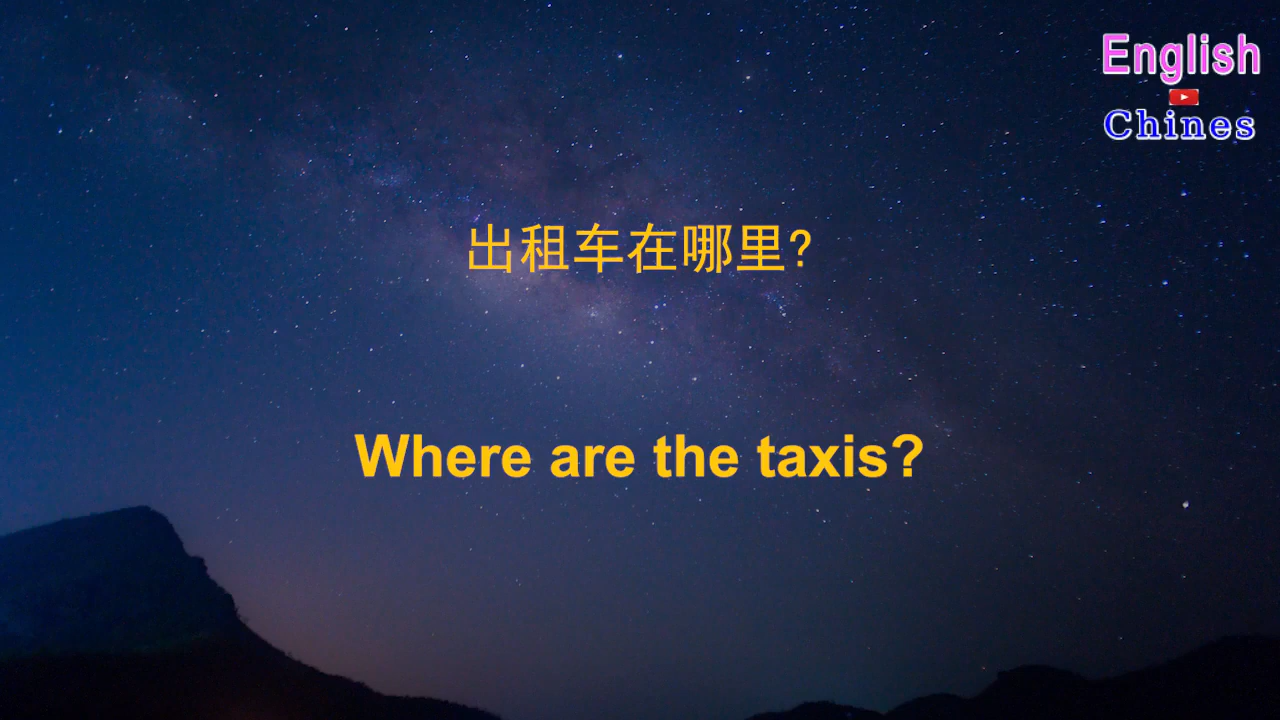 English
Chines
出租车在哪里?
Where are the taxis?